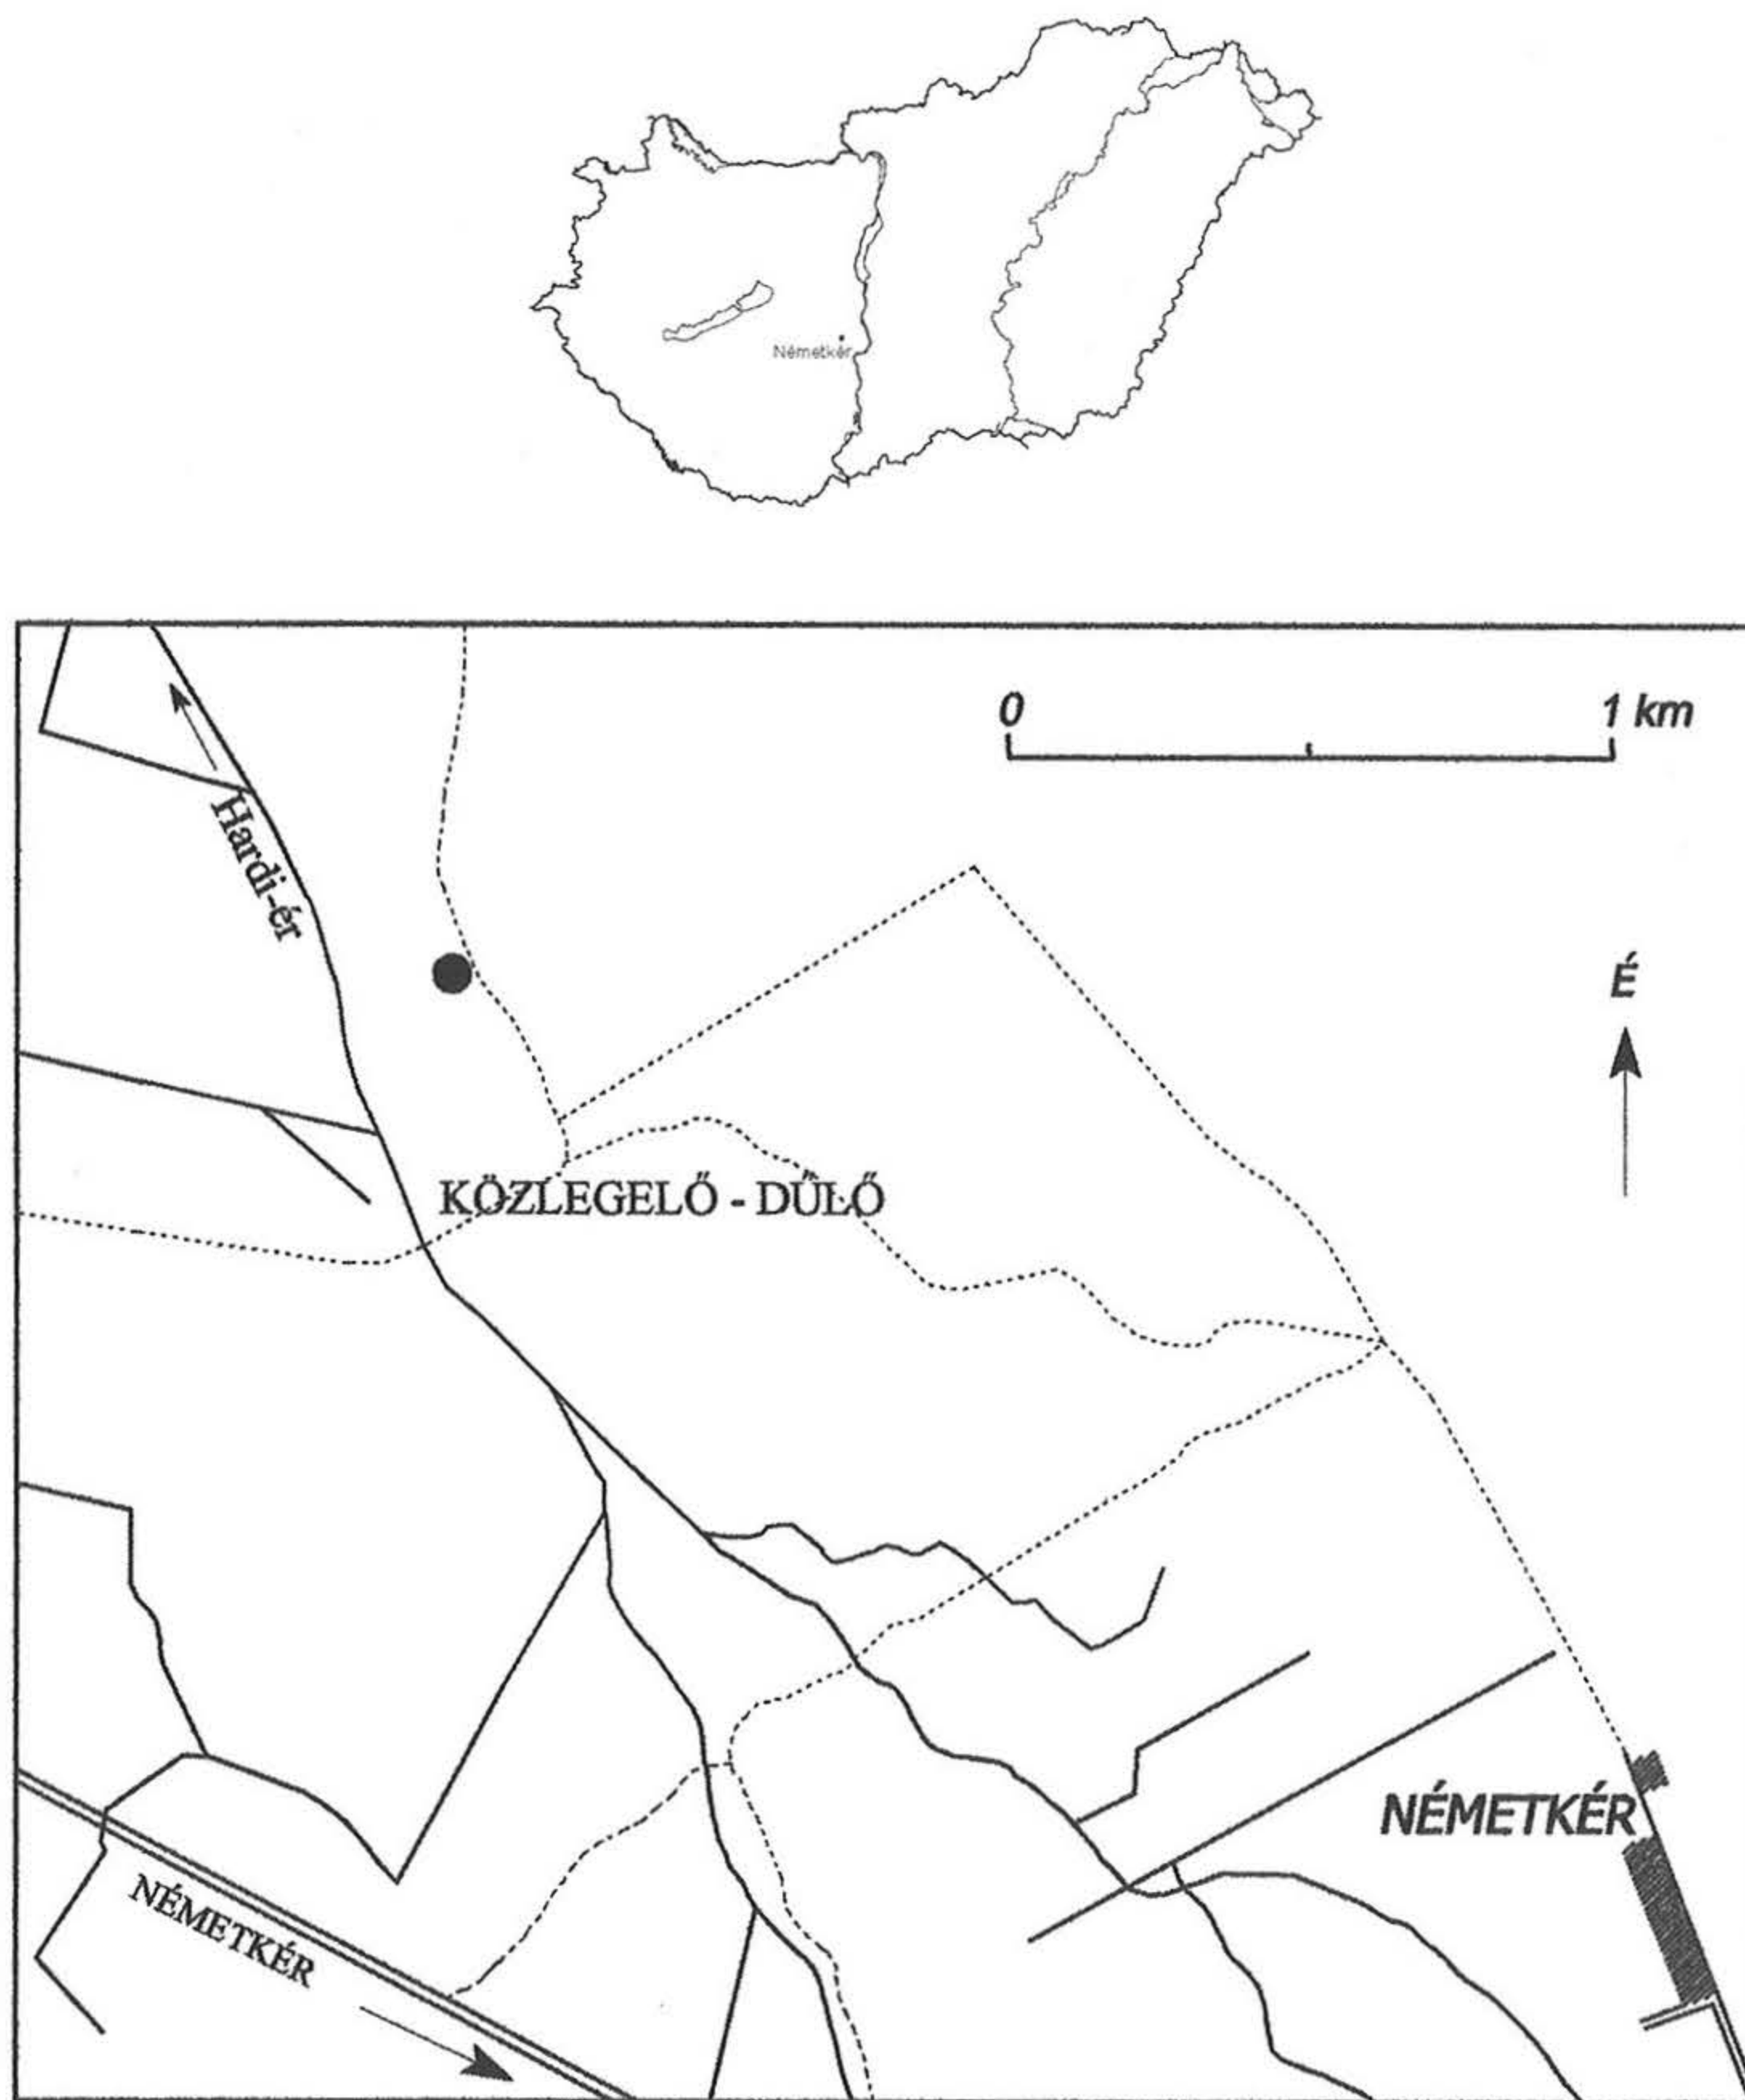 Németkér
0 1 km
Hardi-ér
É
KÖZLEGELŐ - DŰLŐ
NÉMETKÉR
NÉMETKÉR